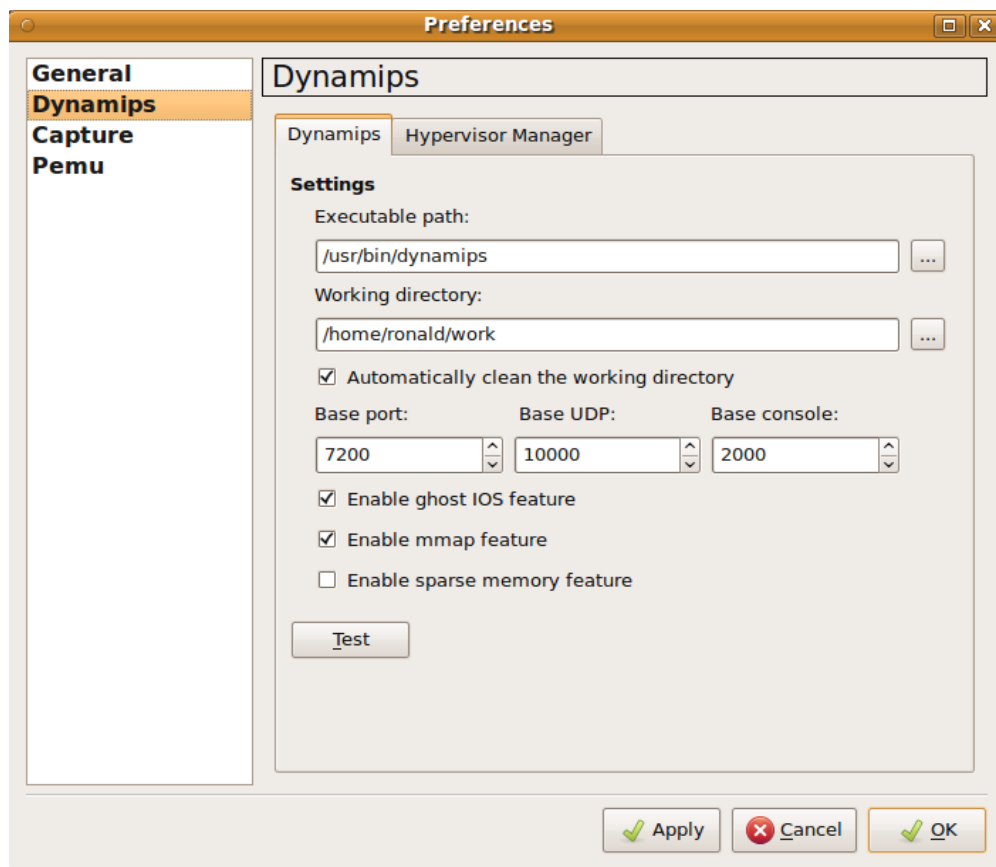 Preferences
General
Dynamips
Capture
Pemu
Dynamips
Dynamips Hypervisor Manager
Settings
Executable path:
/usr/bin/dynamips ...
Working directory:
/home/ronald/work ...
Automatically clean the working directory
Base port: Base UDP: Base console:
7200 10000 2000
Enable ghost IOS feature
Enable mmap feature
Enable sparse memory feature
Test
Apply Cancel OK